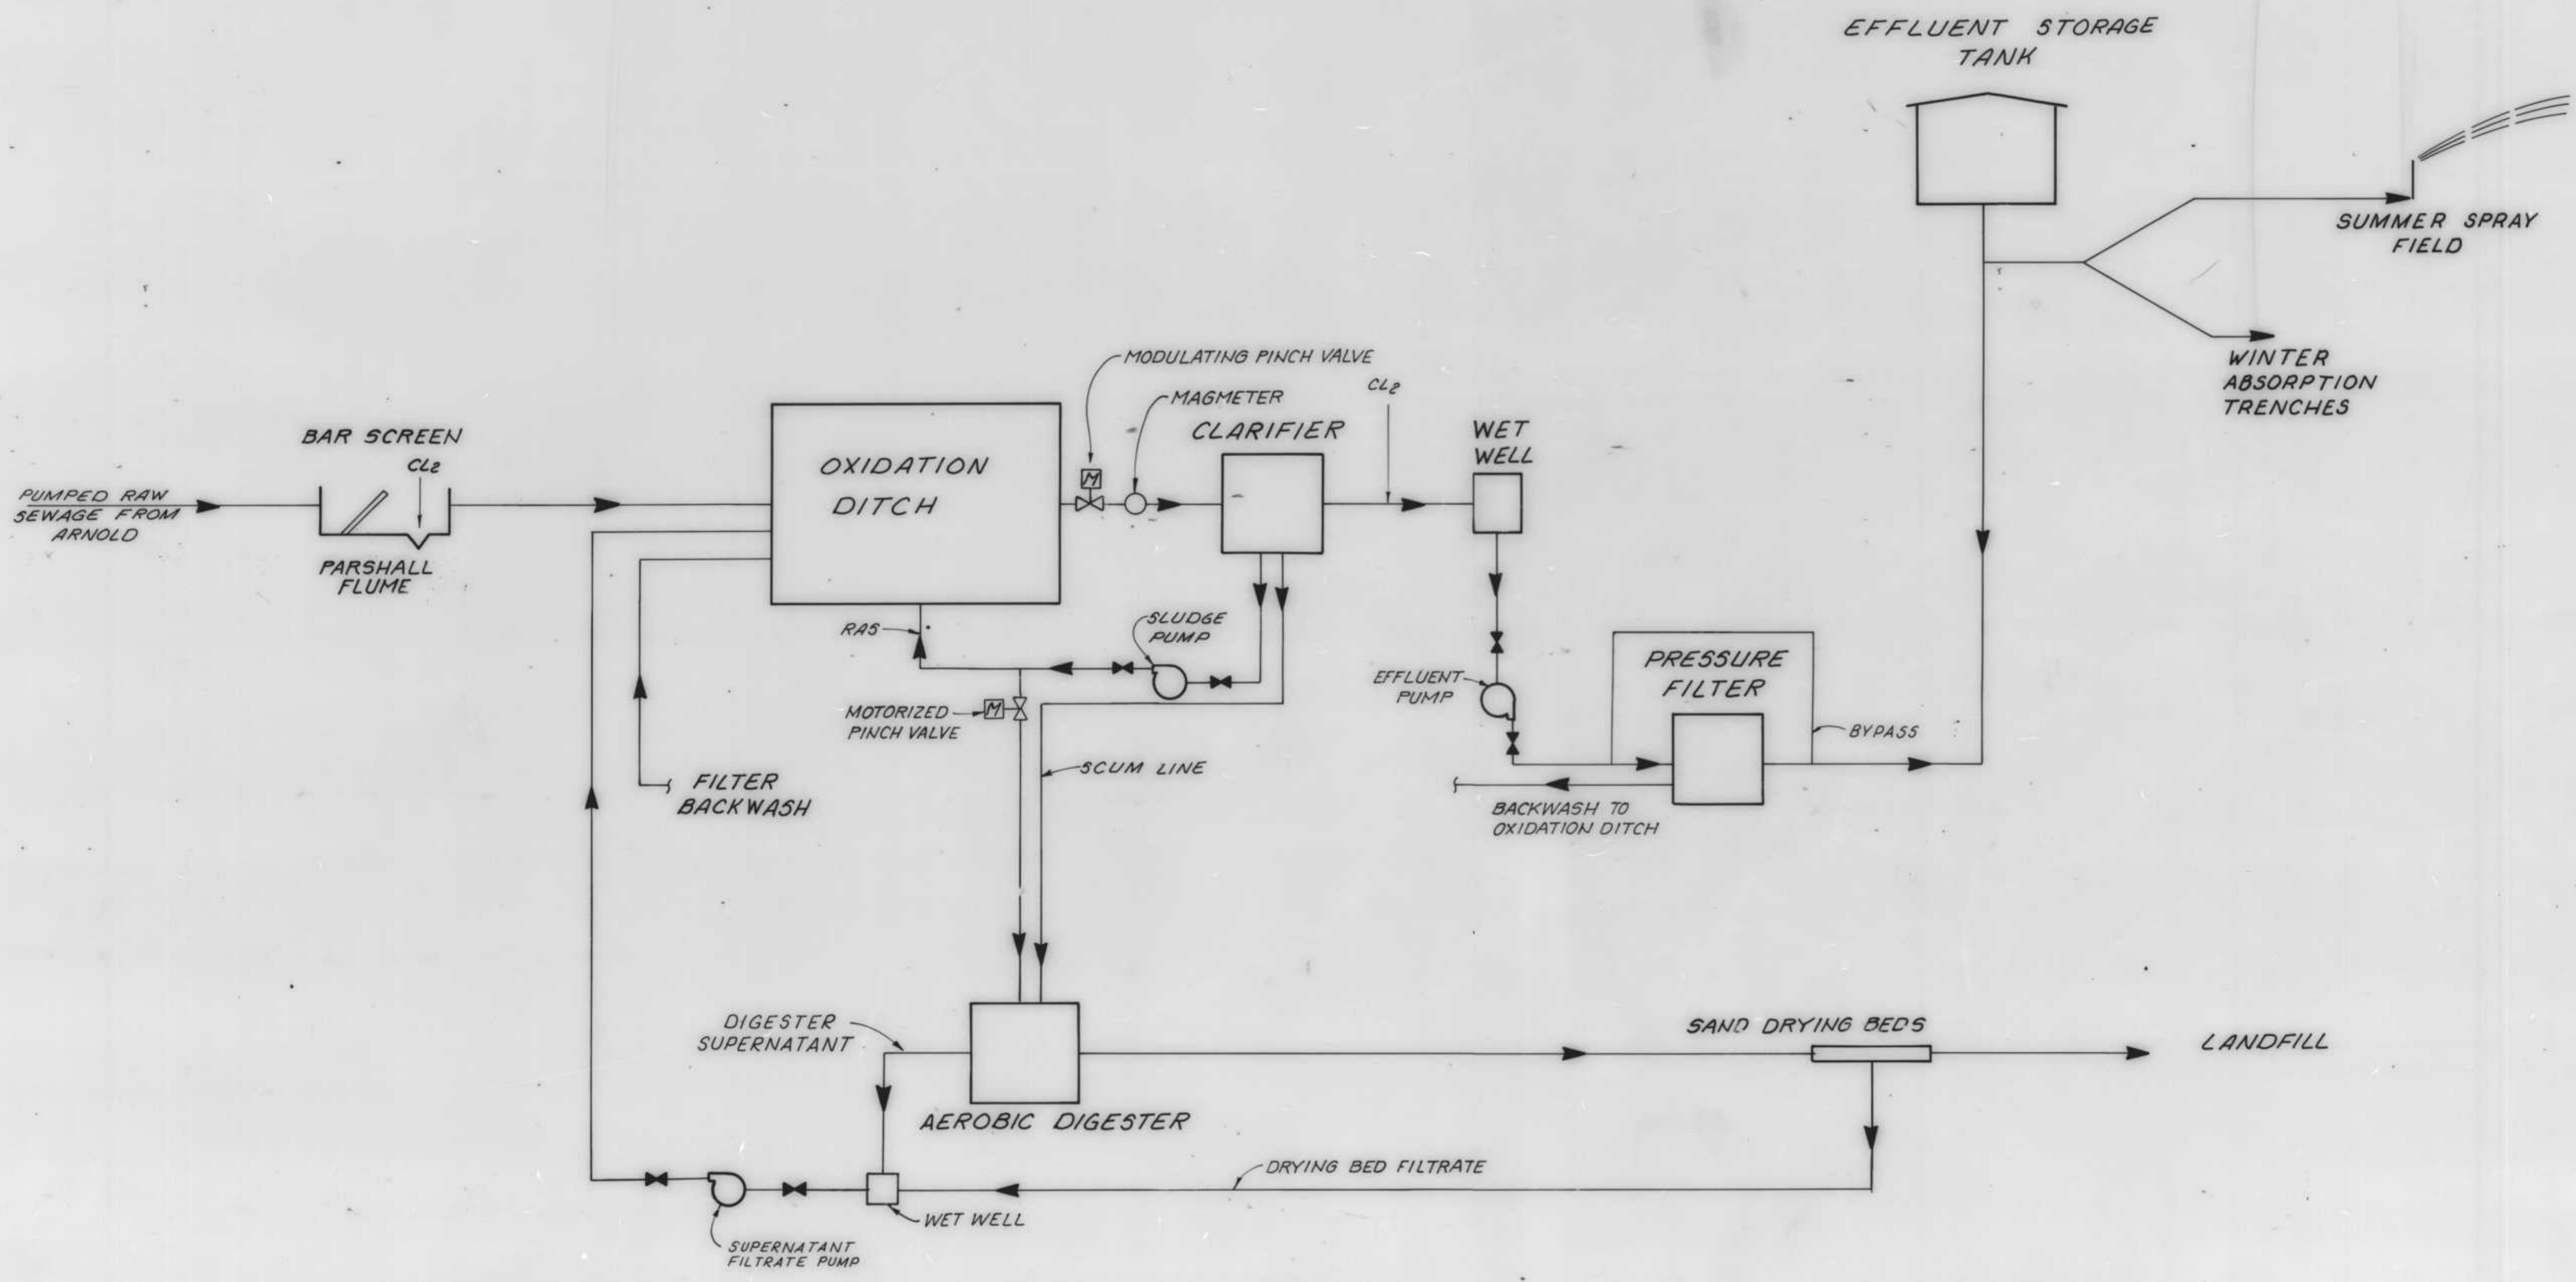 EFFLUENT STORAGE
TANK
SUMMER SPRAY
FIELD
WINTER
ABSORPTION
TRENCHES
MODULATING PINCH VALVE
MAGMETER
CL2
CLARIFIER
WET
WELL
BAR SCREEN
CL2
OXIDATION
DITCH
M
PUMPED RAW
SEWAGE FROM
ARNOLD
PARSHALL
FLUME
RAS
SLUDGE
PUMP
PRESSURE
FILTER
EFFLUENT
PUMP
MOTORIZED
PINCH VALVE
M
BYPASS
SCUM LINE
FILTER
BACKWASH
BACKWASH TO
OXIDATION DITCH
DIGESTER
SUPERNATANT
SAND DRYING BEDS
LANDFILL
AEROBIC DIGESTER
DRYING BED FILTRATE
WET WELL
SUPERNATANT
FILTRATE PUMP